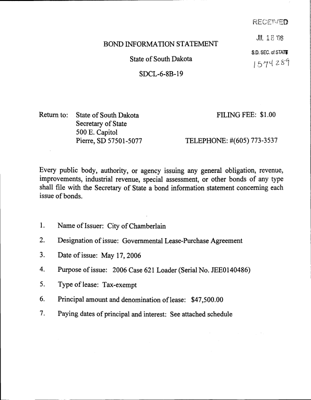 RECEIVED
JUL 12 '06
S.D. SEC. of STATE
1574289
BOND INFORMATION STATEMENT
State of South Dakota
SDCL-6-8B-19
Return to: State of South Dakota FILING FEE: $1.00
Secretary of State
500 E. Capitol
Pierre, SD 57501-5077 TELEPHONE: #(605) 773-3537
Every public body, authority, or agency issuing any general obligation, revenue,
improvements, industrial revenue, special assessment, or other bonds of any type
shall file with the Secretary of State a bond information statement concerning each
issue of bonds.
1. Name of Issuer: City of Chamberlain
2. Designation of issue: Governmental Lease-Purchase Agreement
3. Date of issue: May 17, 2006
4. Purpose of issue: 2006 Case 621 Loader (Serial No. JEE0140486)
5. Type of lease: Tax-exempt
6. Principal amount and denomination of lease: $47,500.00
7. Paying dates of principal and interest: See attached schedule